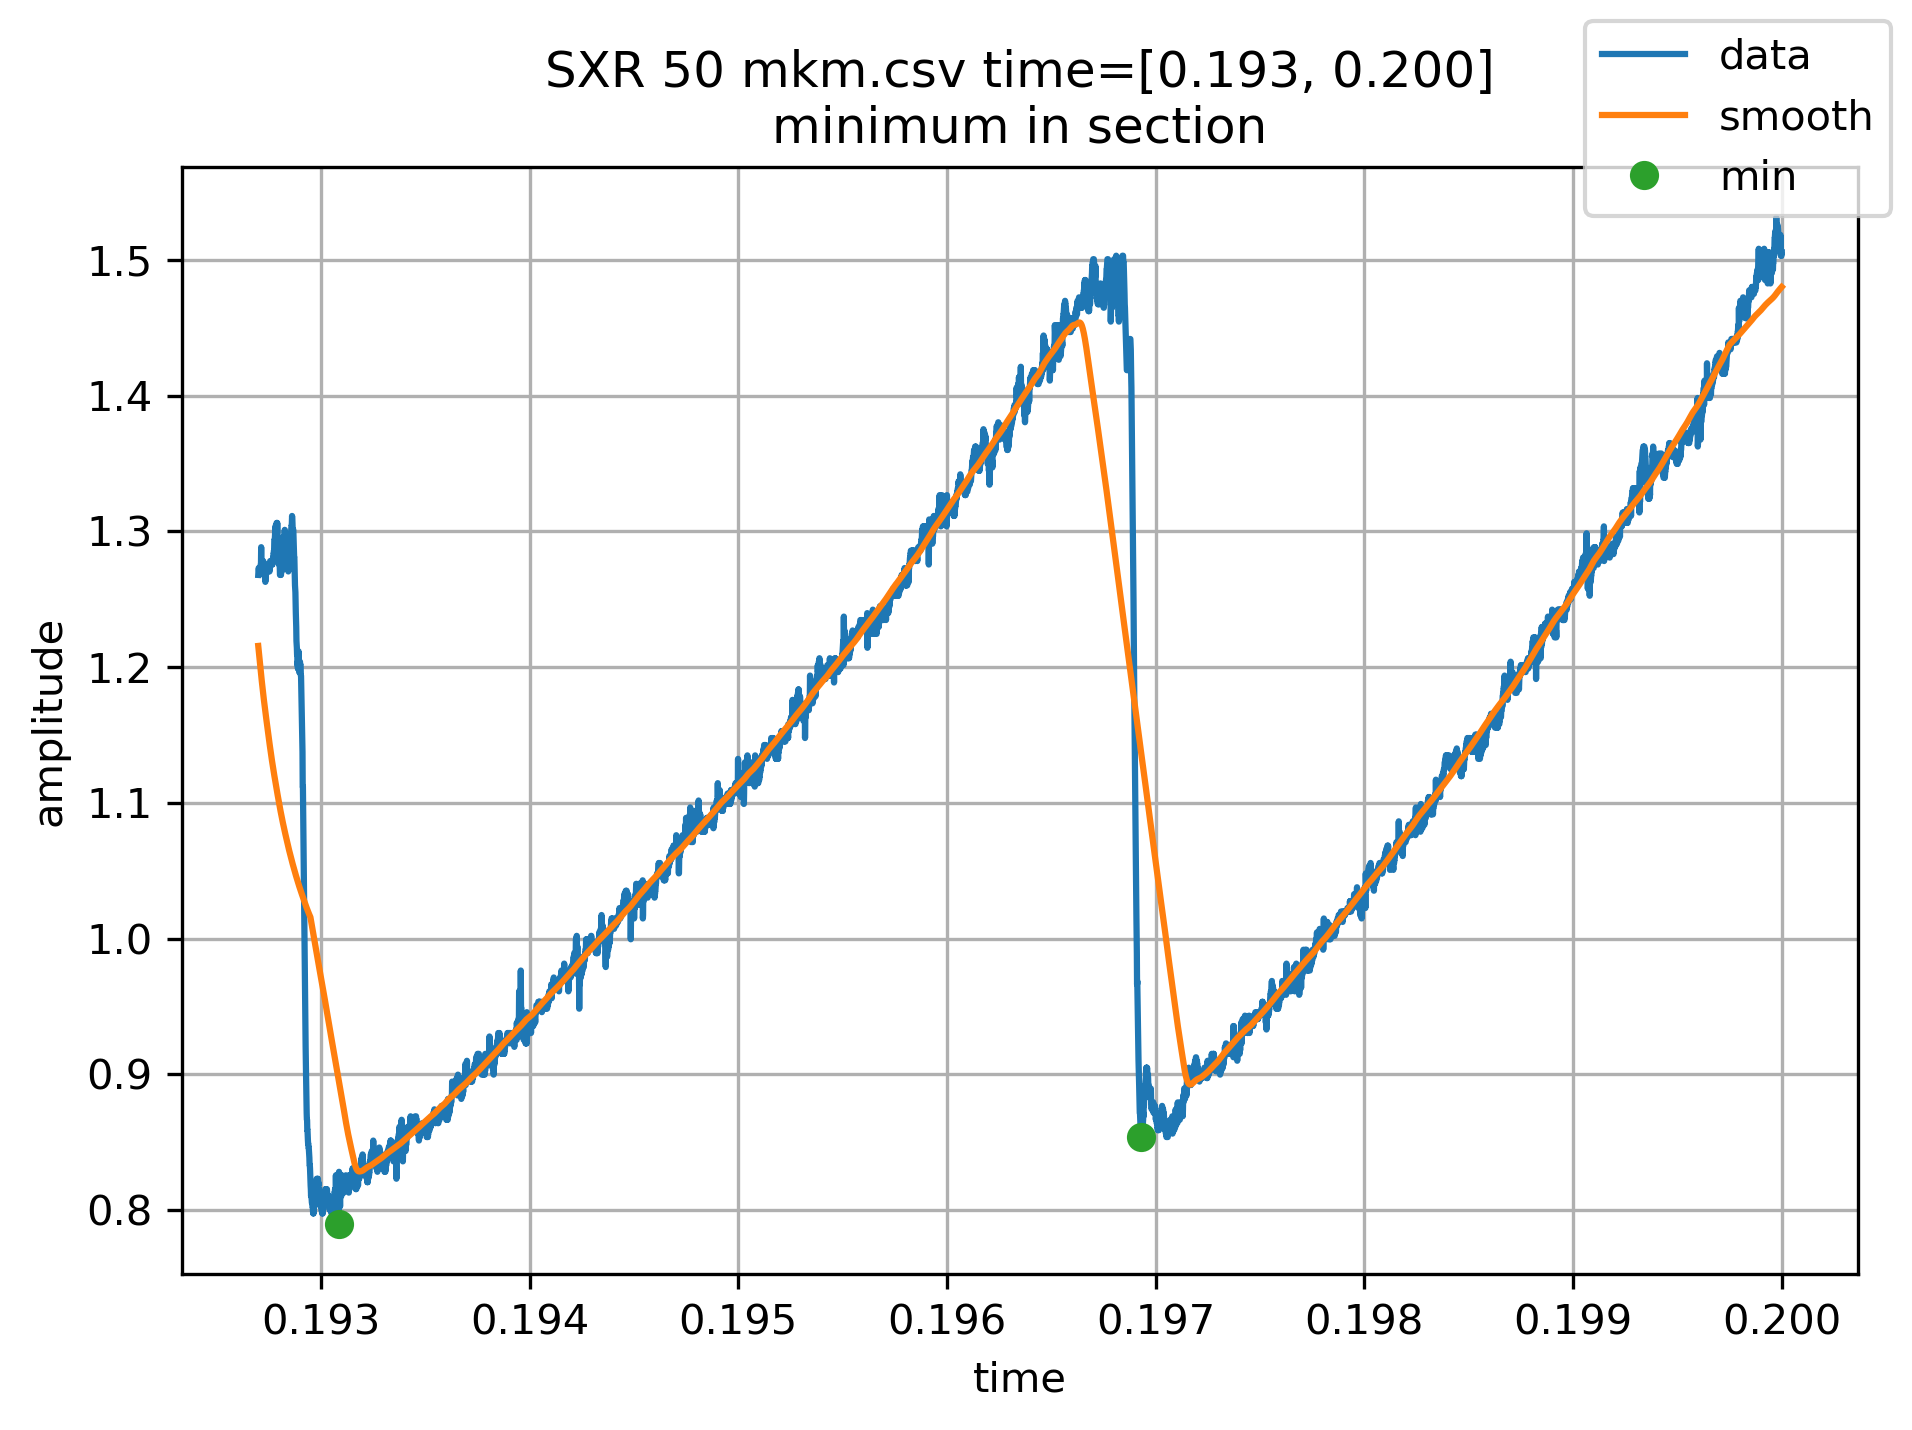 SXR 50 mkm.csv time=[0.193, 0.200]
minimum in section
data
smooth
min
amplitude
1.5
1.4
1.3
1.2
1.1
1.0
0.9
0.8
0.193 0.194 0.195 0.196 0.197 0.198 0.199 0.200
time